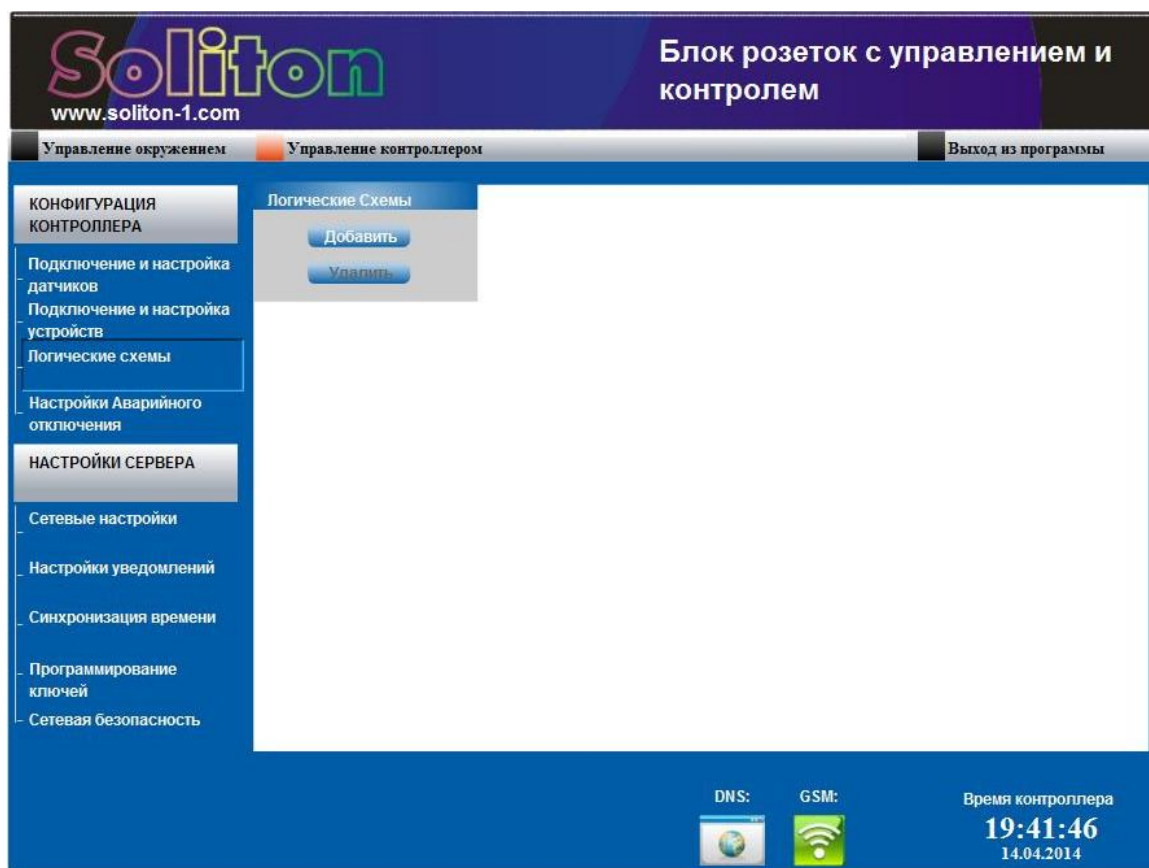 Soliton
www.soliton-1.com
Блок розеток с управлением и
контролем
Управление окружением
Управление контроллером
Выход из программы
КОНФИГУРАЦИЯ
КОНТРОЛЛЕРА
Подключение и настройка
датчиков
Подключение и настройка
устройств
Логические схемы
Настройки Аварийного
отключения
НАСТРОЙКИ СЕРВЕРА
Сетевые настройки
Настройки уведомлений
Синхронизация времени
Программирование
ключей
Сетевая безопасность
Логические Схемы
Добавить
Удалить
DNS:
GSM:
Время контроллера
19:41:46
14.04.2014